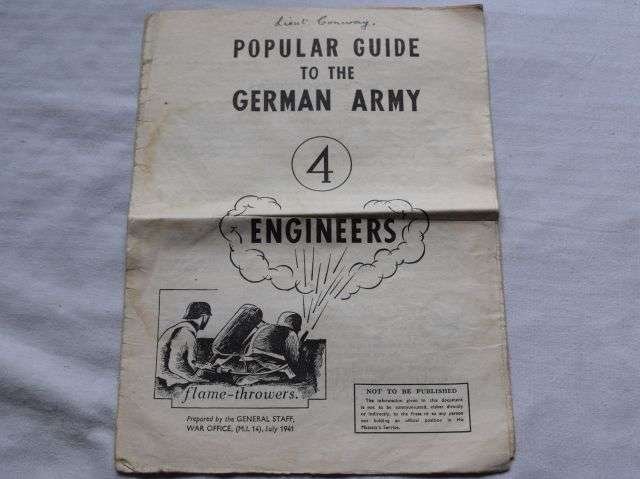 Lieut. Conway.
POPULAR GUIDE
TO THE
GERMAN ARMY
4
ENGINEERS
flame-throwers.
Prepared by the GENERAL STAFF,
WAR OFFICE, (M.I. 14), July 1941
NOT TO BE PUBLISHED
The information given in this document
is not to be communicated, either directly
or indirectly, to the Press or to any person
not holding an official position in His
Majesty's Service.